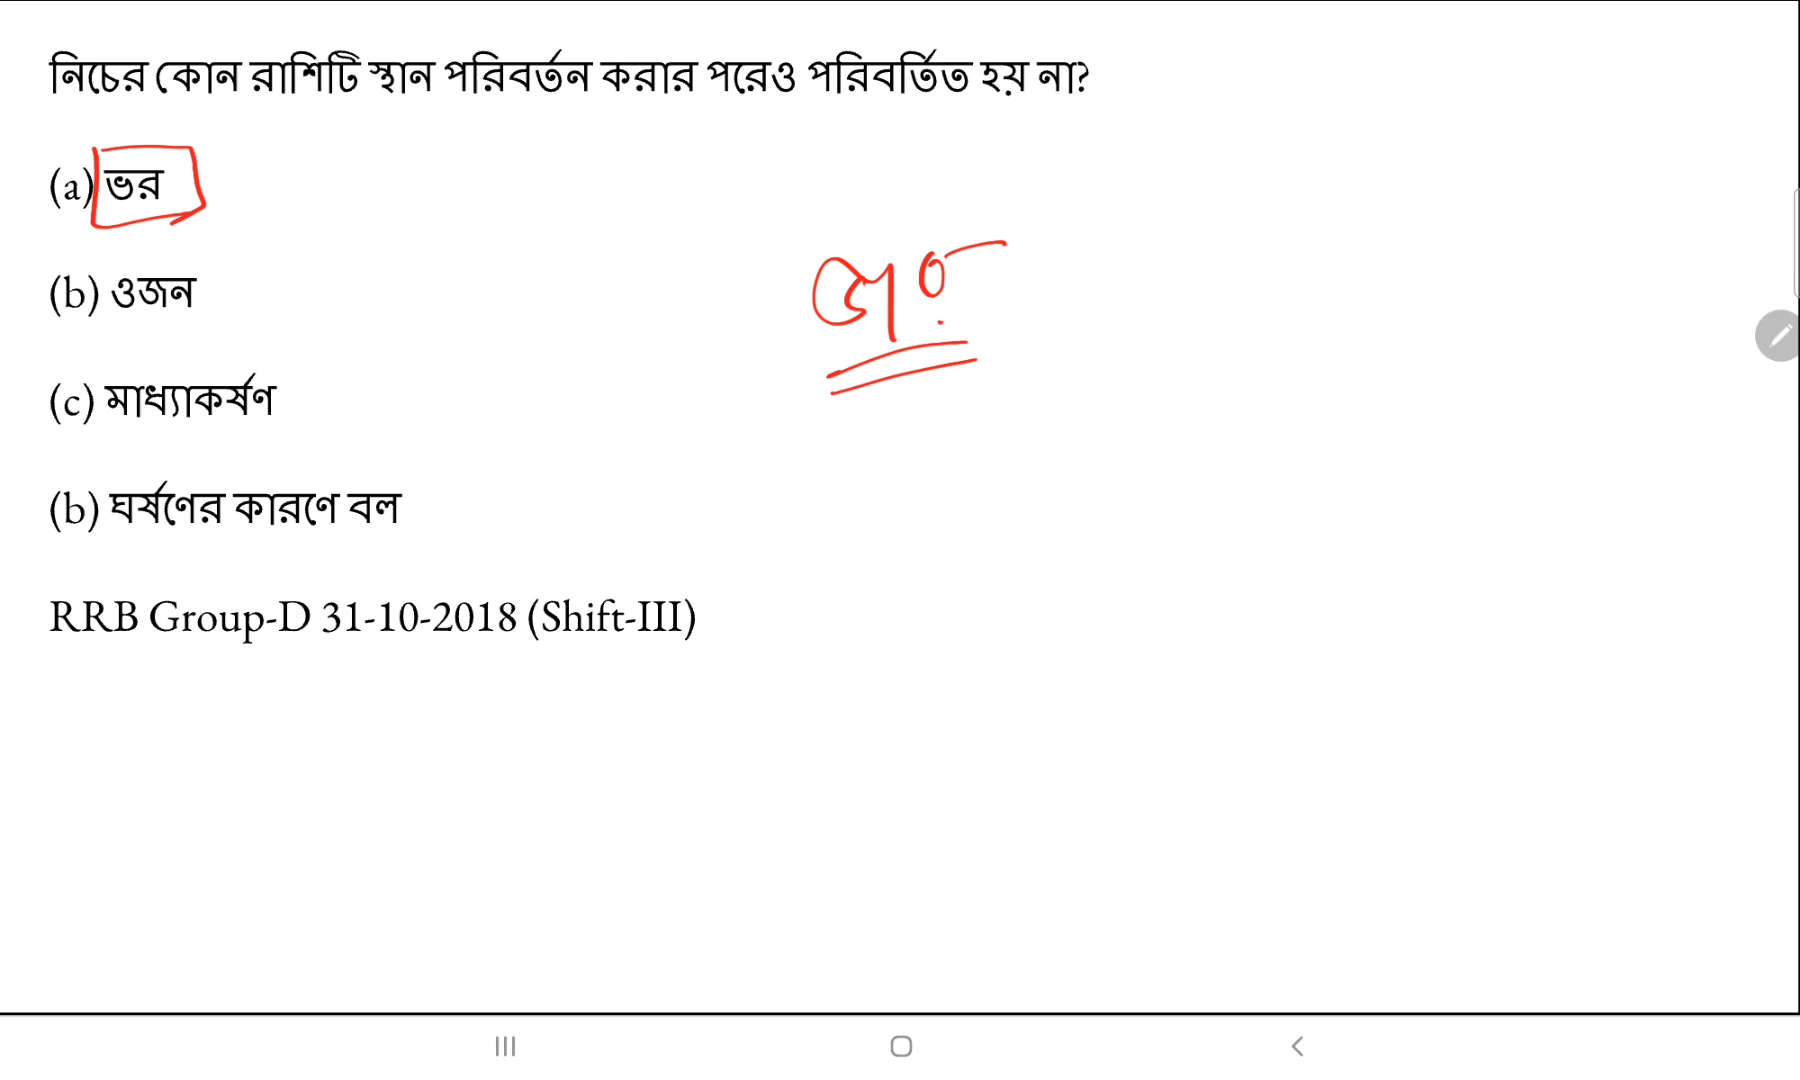 নিচের কোন রাশিটি স্থান পরিবর্তন করার পরেও পরিবর্তিত হয় না?
(a) ভর
(b) ওজন
(c) মাধ্যাকর্ষণ
(b) ঘর্ষণের কারণে বল
RRB Group-D 31-10-2018 (Shift-III)